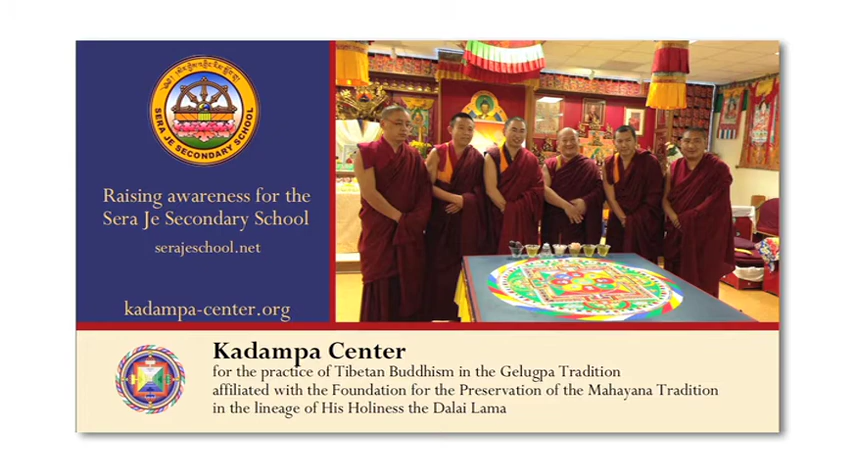 SERA JE SECONDARY SCHOOL
Raising awareness for the
Sera Je Secondary School
serajeschool.net
kadampa-center.org
Kadampa Center
for the practice of Tibetan Buddhism in the Gelugpa Tradition
affiliated with the Foundation for the Preservation of the Mahayana Tradition
in the lineage of His Holiness the Dalai Lama